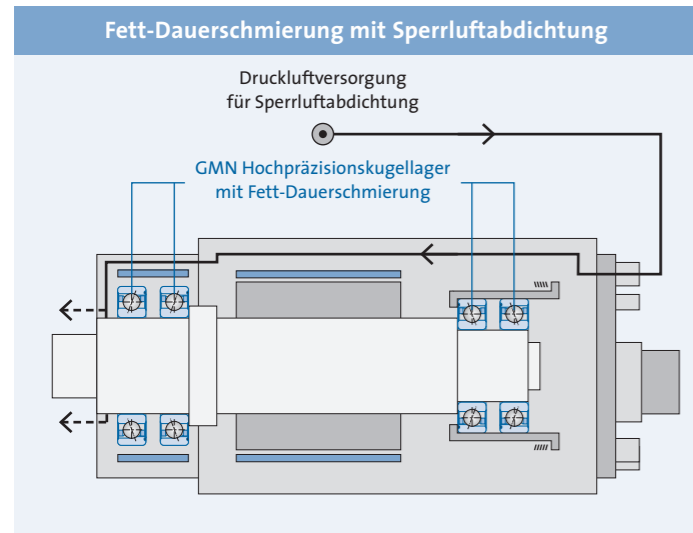 Fett-Dauerschmierung mit Sperrluftabdichtung
Druckluftversorgung
für Sperrluftabdichtung
GMN Hochpräzisionskugellager
mit Fett-Dauerschmierung